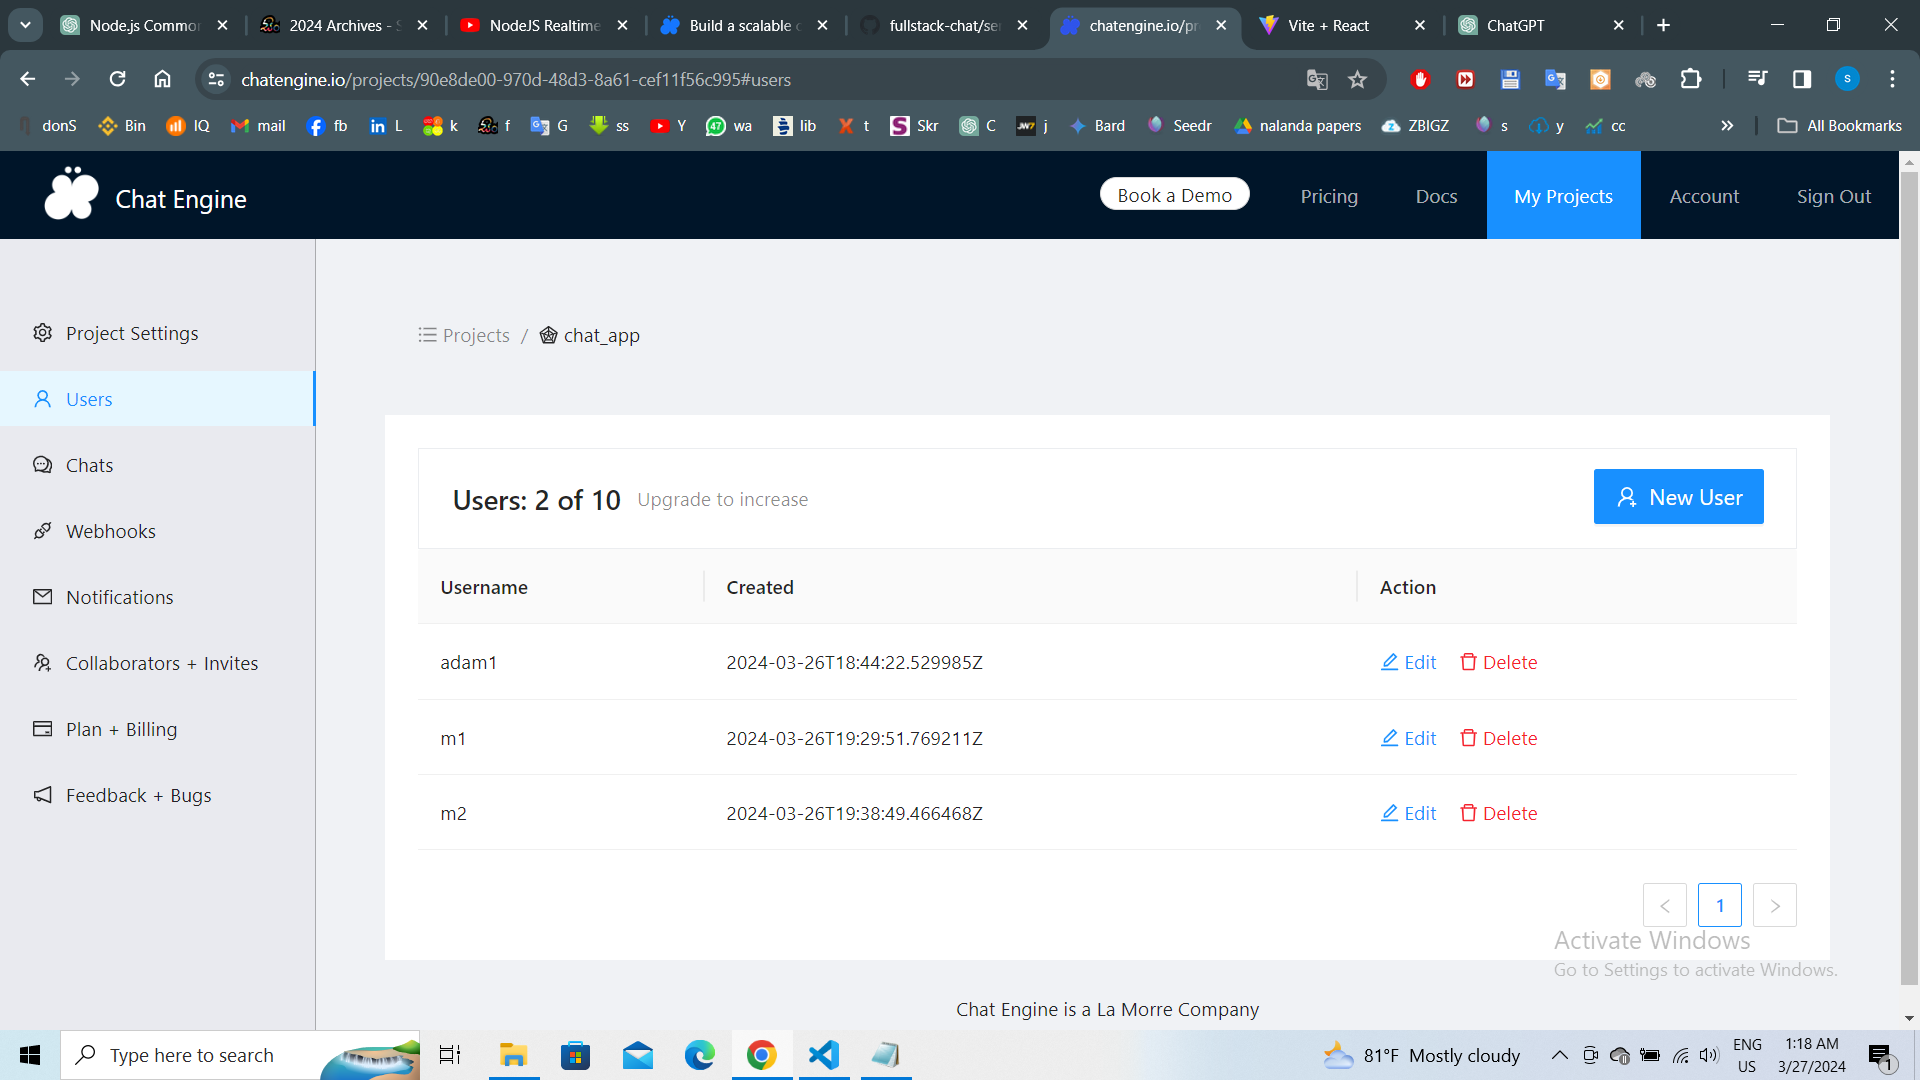 Node.js Common
2024 Archives - S
NodeJS Realtime
Build a scalable c
fullstack-chat/ser
chatengine.io/pro
Vite + React
ChatGPT
chatengine.io/projects/90e8de00-970d-48d3-8a61-cef11f56c995#users
S
donS
Bin
IQ
mail
fb
L
k
f
G
ss
Y
47
wa
lib
t
Skr
C
JW7
j
Bard
Seedr
nalanda papers
ZBIGZ
s
y
cc
All Bookmarks
Chat Engine
Book a Demo
Pricing
Docs
My Projects
Account
Sign Out
Project Settings
Users
Chats
Webhooks
Notifications
Collaborators + Invites
Plan + Billing
Feedback + Bugs
Projects / chat_app
Users: 2 of 10 Upgrade to increase
New User
Username Created Action
adam1 2024-03-26T18:44:22.529985Z Edit Delete
m1 2024-03-26T19:29:51.769211Z Edit Delete
m2 2024-03-26T19:38:49.466468Z Edit Delete
< 1 >
Activate Windows
Go to Settings to activate Windows.
Chat Engine is a La Morre Company
Type here to search
81°F Mostly cloudy
ENG
US
1:18 AM
3/27/2024
1